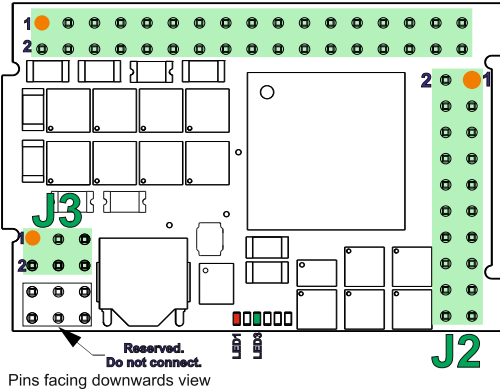 1
2
2 1
J3
1
2
LED1
LED3
J2
Reserved.
Do not connect.
Pins facing downwards view